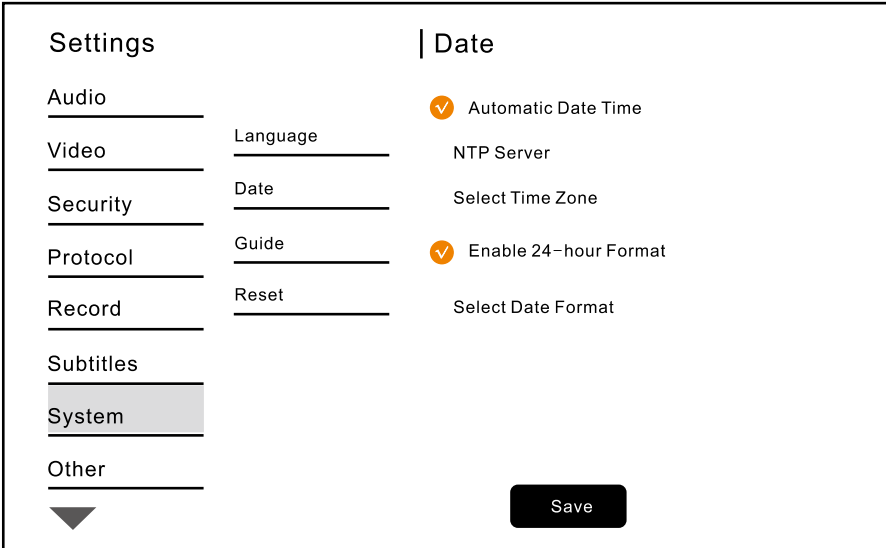 Settings
Audio
Video
Security
Protocol
Record
Subtitles
System
Other
Language
Date
Guide
Reset
Date
Automatic Date Time
NTP Server
Select Time Zone
Enable 24-hour Format
Select Date Format
Save